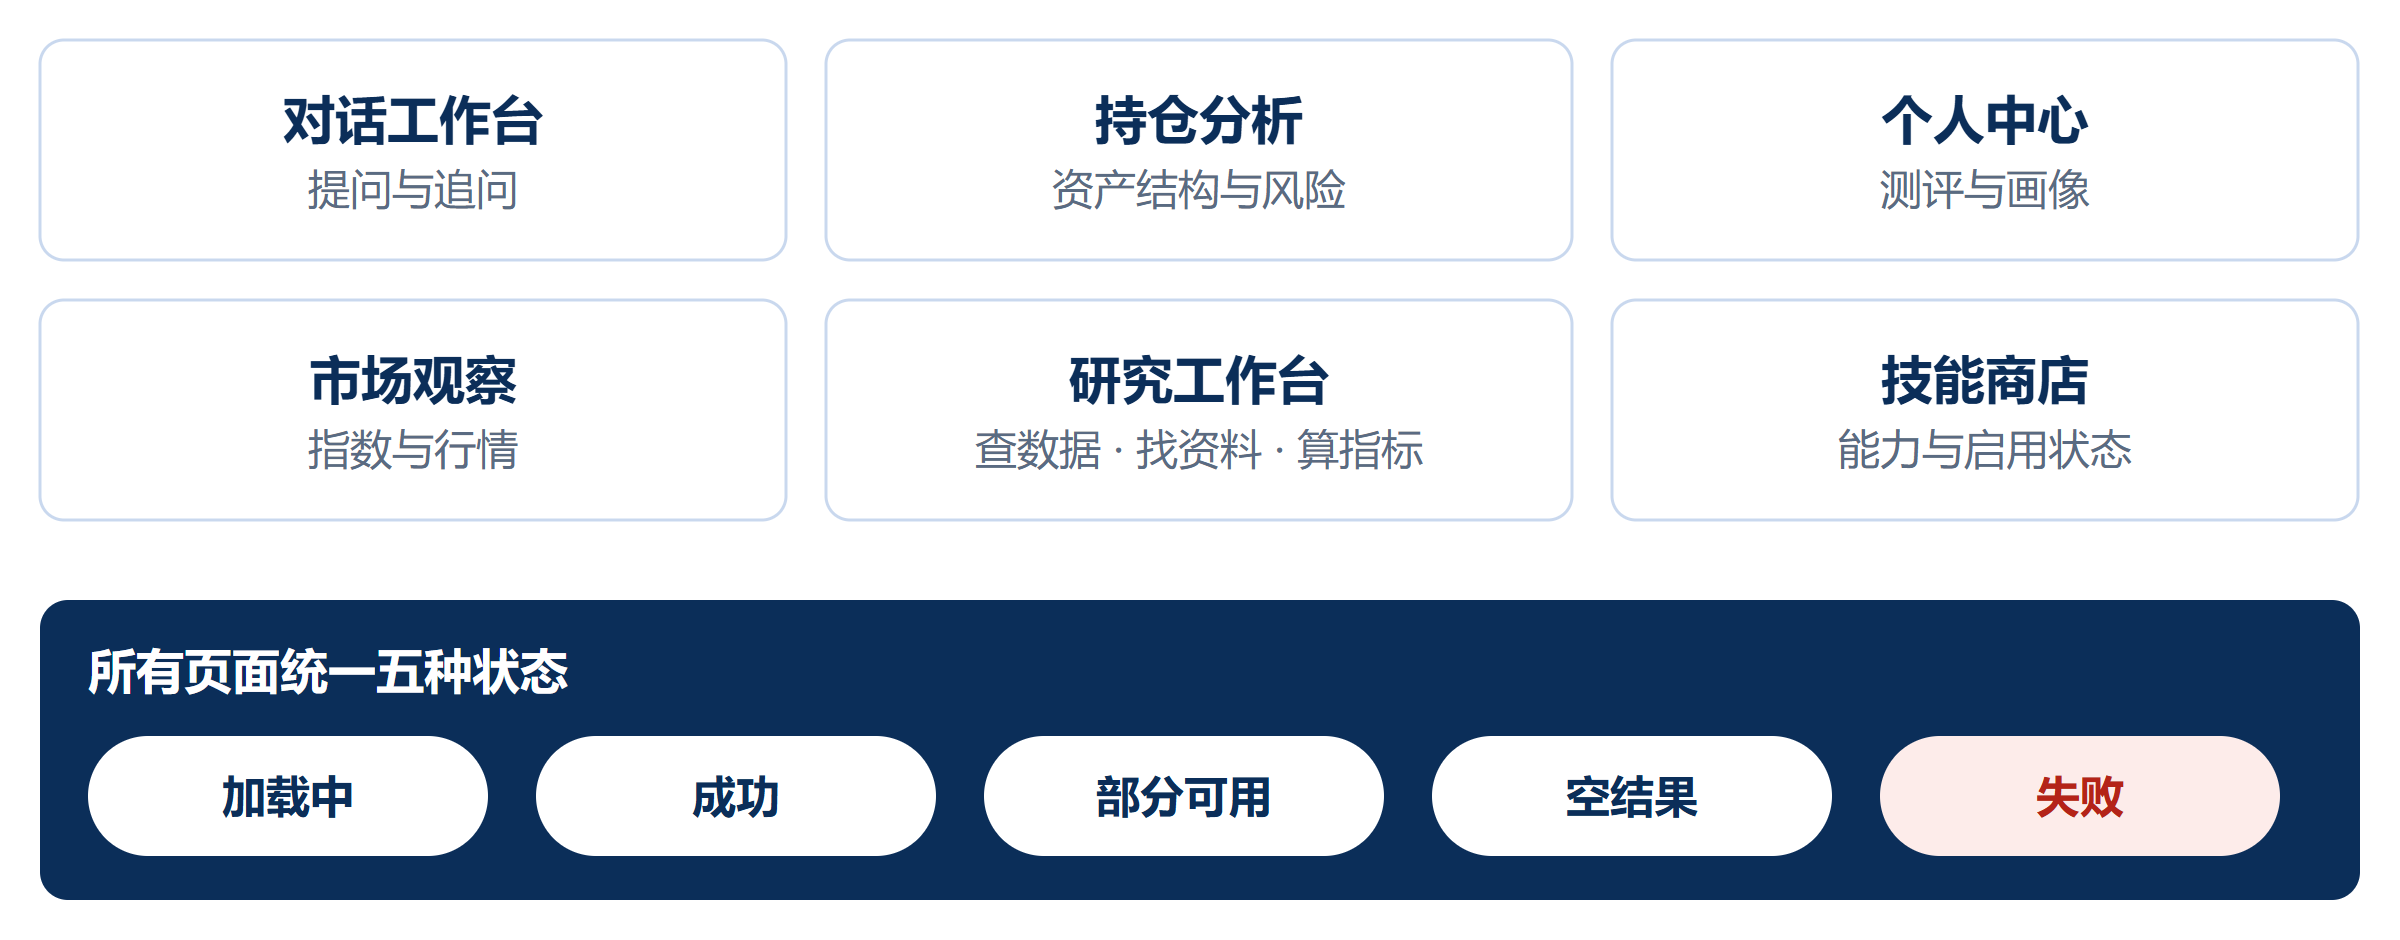 对话工作台
提问与追问
持仓分析
资产结构与风险
个人中心
测评与画像
市场观察
指数与行情
研究工作台
查数据 · 找资料 · 算指标
技能商店
能力与启用状态
所有页面统一五种状态
加载中
成功
部分可用
空结果
失败